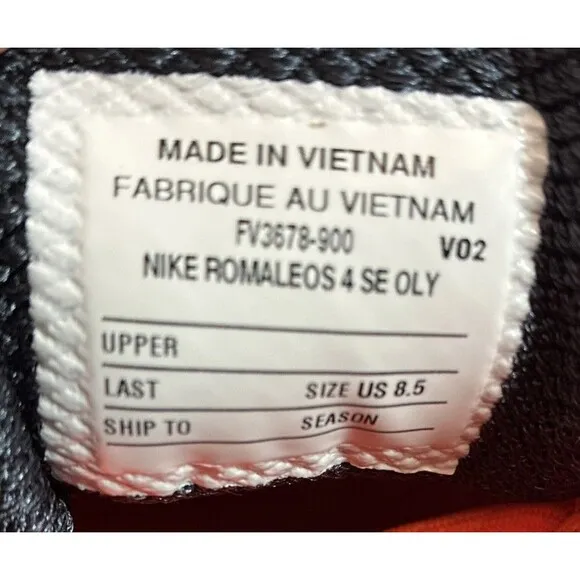 MADE IN VIETNAM
FABRIQUE AU VIETNAM
FV3678-900 V02
NIKE ROMALEOS 4 SE OLY
UPPER
LAST SIZE US 8.5
SHIP TO SEASON